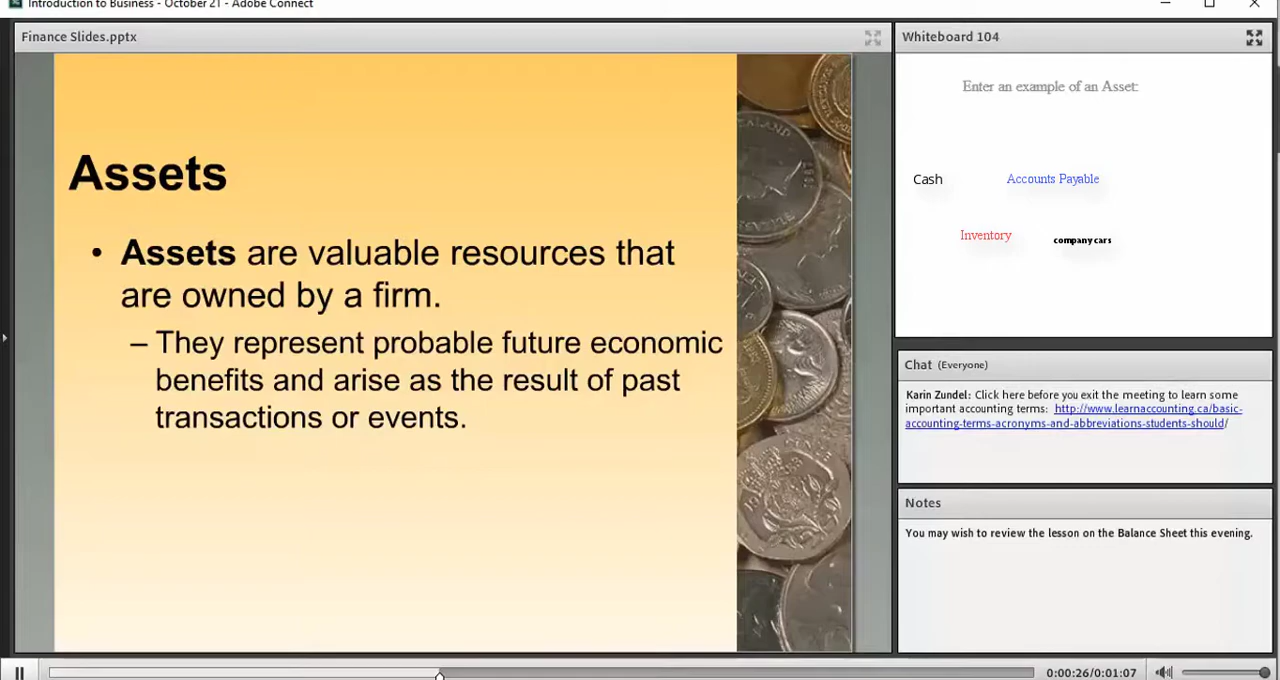 Introduction to Business - October 21 - Adobe Connect
Finance Slides.pptx
Assets
• Assets are valuable resources that
are owned by a firm.
– They represent probable future economic
benefits and arise as the result of past
transactions or events.
Whiteboard 104
Enter an example of an Asset:
Cash
Accounts Payable
Inventory
company cars
Chat (Everyone)
Karin Zundel: Click here before you exit the meeting to learn some
important accounting terms: http://www.learnaccounting.ca/basic-
accounting-terms-acronyms-and-abbreviations-students-should/
Notes
You may wish to review the lesson on the Balance Sheet this evening.
0:00:26/0:01:07